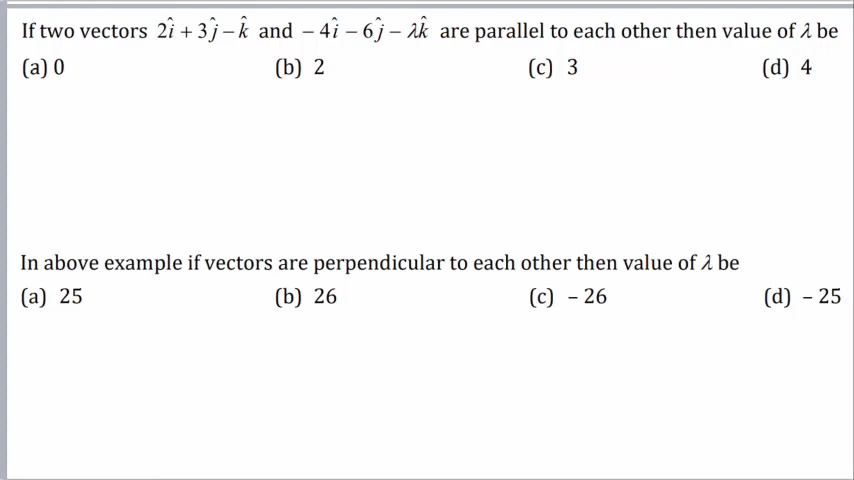 If two vectors 2î + 3ĵ – k̂ and – 4î – 6ĵ – λk̂ are parallel to each other then value of λ be
(a) 0 (b) 2 (c) 3 (d) 4
In above example if vectors are perpendicular to each other then value of λ be
(a) 25 (b) 26 (c) – 26 (d) – 25